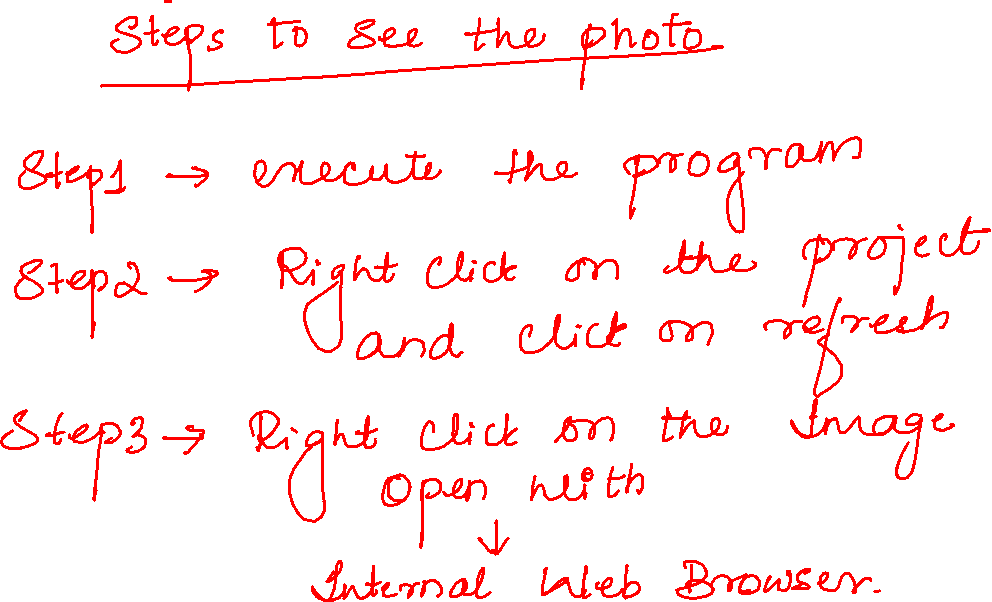 Steps to see the photo
Step1 → execute the program
Step2 → Right click on the project
and click on refresh
Step3 → Right click on the Image
Open with
↓
Internal Web Browser.